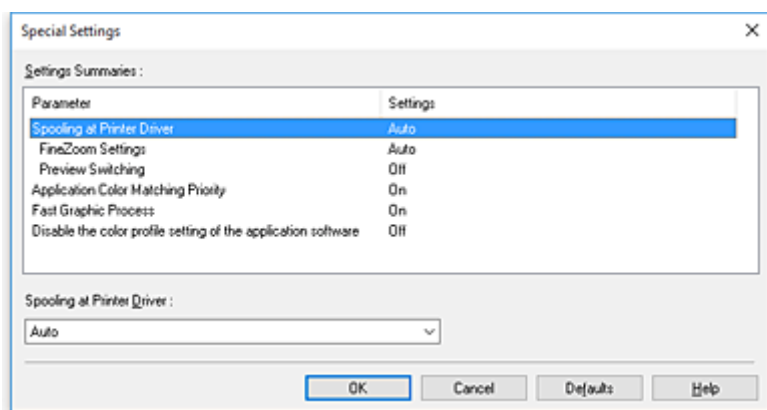 Special Settings
Settings Summaries :
Parameter Settings
Spooling at Printer Driver Auto
FineZoom Settings Auto
Preview Switching Off
Application Color Matching Priority On
Fast Graphic Process On
Disable the color profile setting of the application software Off
Spooling at Printer Driver :
Auto
OK Cancel Defaults Help